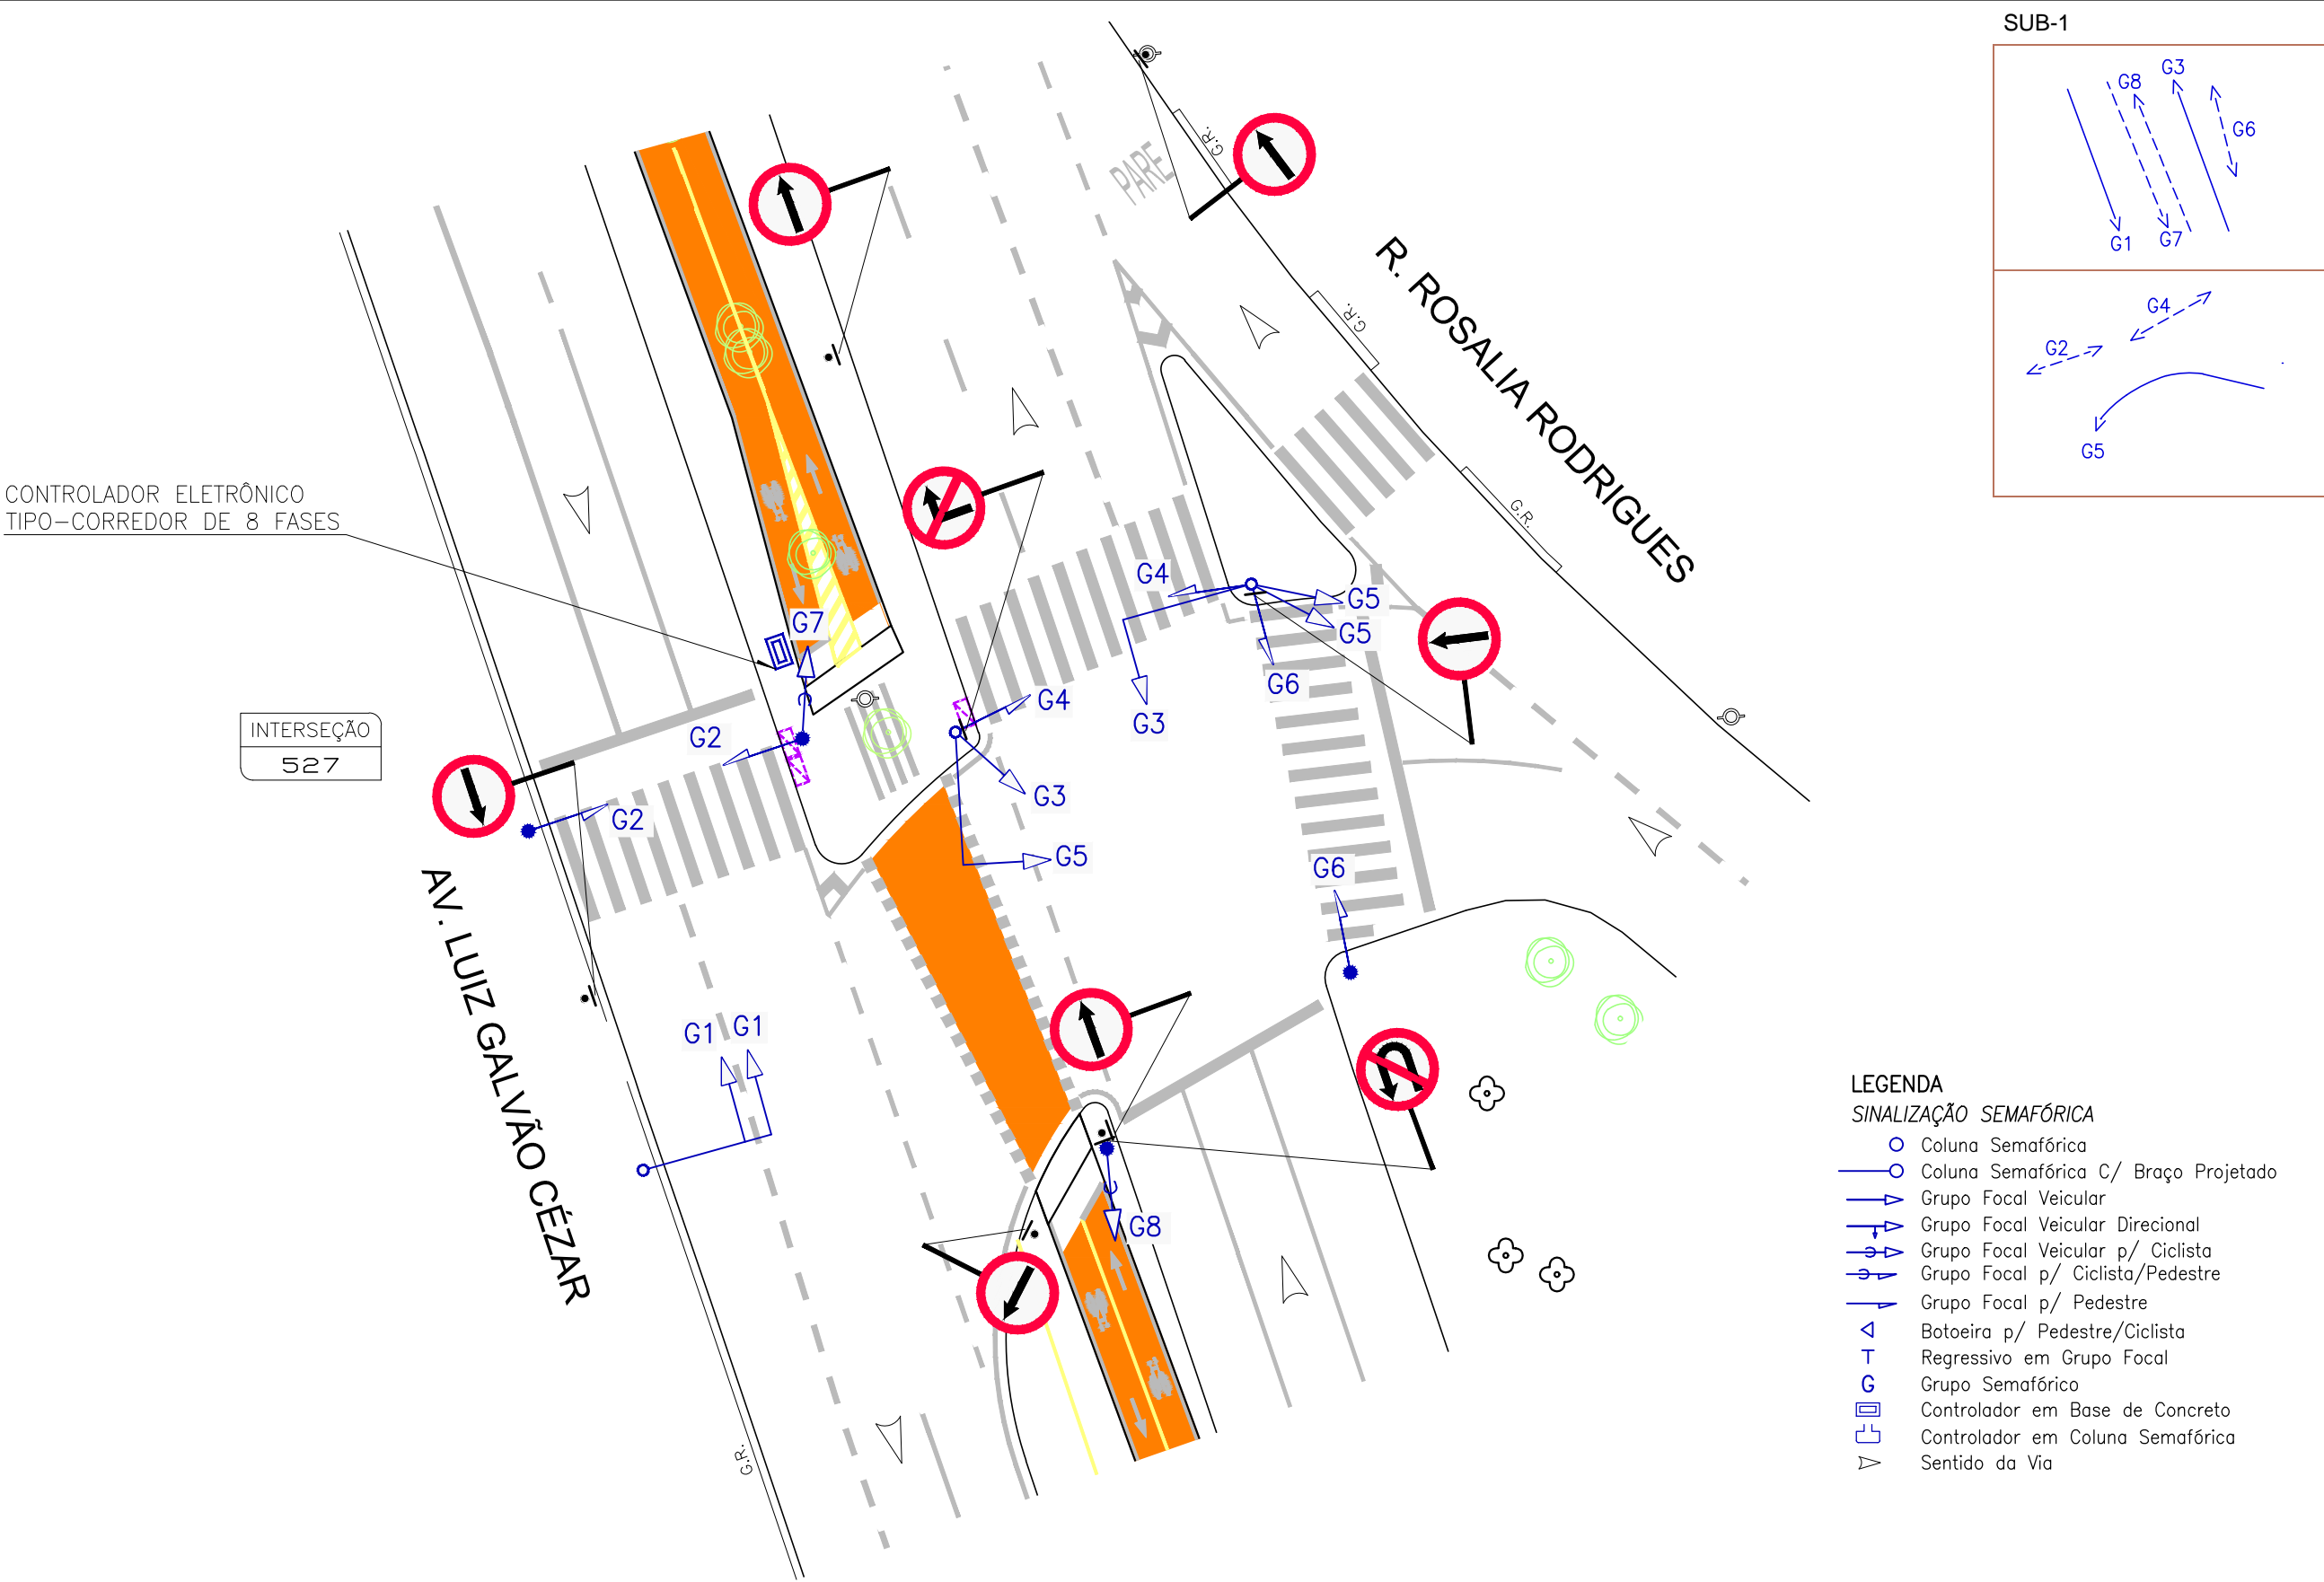 SUB-1
G8
G3
G6
G1
G7
G4
G2
G5
G.R.
PARE
R. ROSALIA RODRIGUES
G.R.
G.R.
CONTROLADOR ELETRÔNICO
TIPO-CORREDOR DE 8 FASES
G7
G4
G5
G5
G6
G3
G4
G2
G3
INTERSEÇÃO
527
G2
G5
G6
AV. LUIZ GALVÃO CÉZAR
G1
G1
G8
G.R.
LEGENDA
SINALIZAÇÃO SEMAFÓRICA
Coluna Semafórica
Coluna Semafórica C/ Braço Projetado
Grupo Focal Veicular
Grupo Focal Veicular Direcional
Grupo Focal Veicular p/ Ciclista
Grupo Focal p/ Ciclista/Pedestre
Grupo Focal p/ Pedestre
Botoeira p/ Pedestre/Ciclista
T Regressivo em Grupo Focal
G Grupo Semafórico
Controlador em Base de Concreto
Controlador em Coluna Semafórica
Sentido da Via